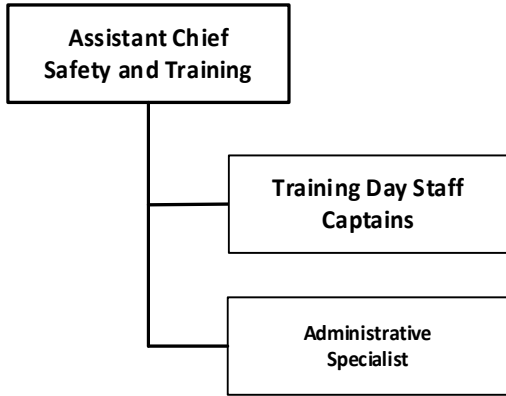 Assistant Chief
Safety and Training
Training Day Staff
Captains
Administrative
Specialist